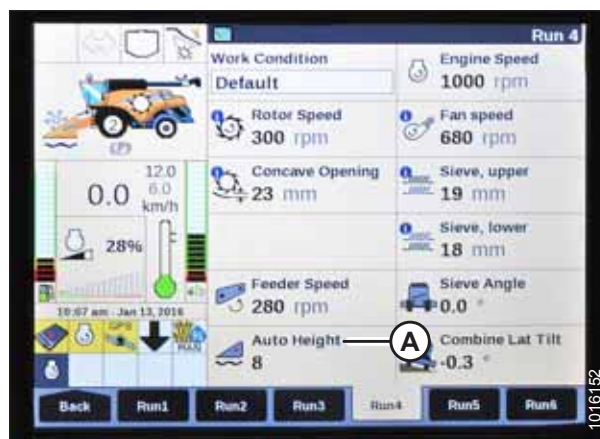 Run 4
Work Condition
Default
Engine Speed
1000 rpm
Rotor Speed
300 rpm
Fan speed
680 rpm
Concave Opening
23 mm
Sieve, upper
19 mm
Sieve, lower
18 mm
Feeder Speed
280 rpm
Sieve Angle
0.0 °
Auto Height
8
A
Combine Lat Tilt
-0.3 °
2
(P)
0.0
12.0
6.0
km/h
28%
10:07 am Jan 13, 2016
GPS
MAN
Back
Run1
Run2
Run3
Run4
Run5
Run6
1016152